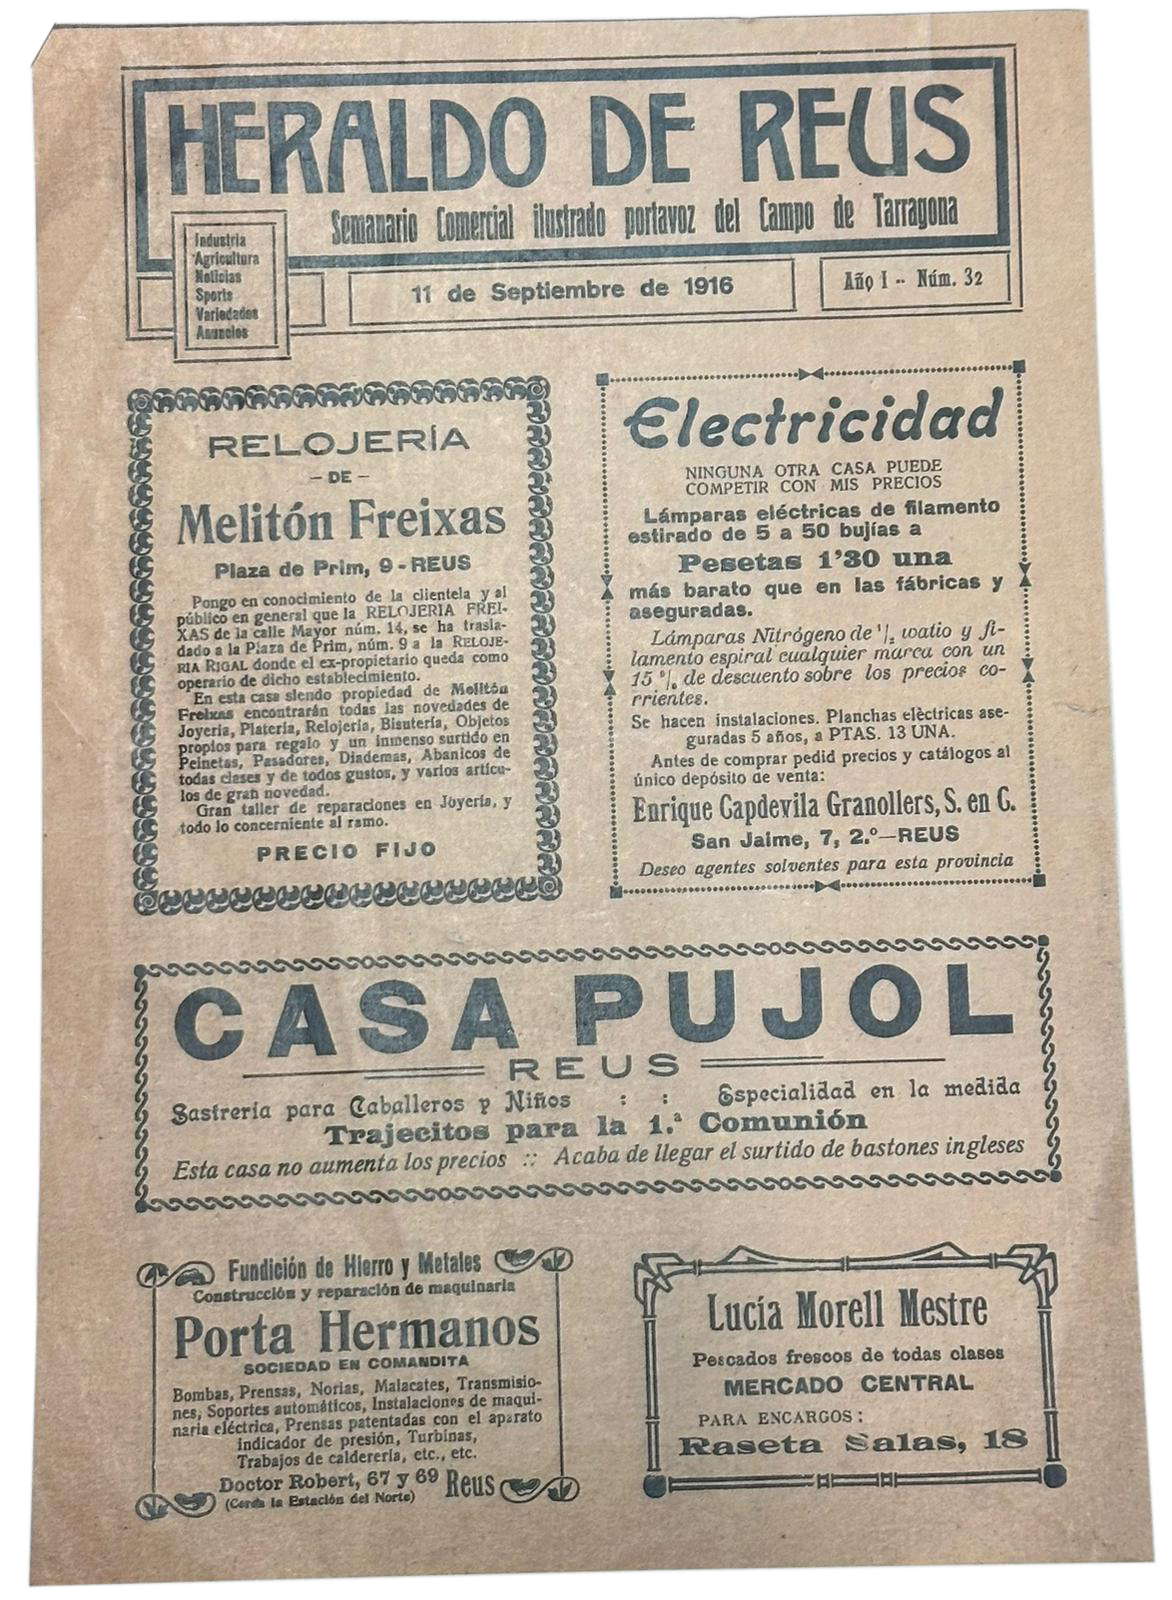 HERALDO DE REUS
Semanario Comercial ilustrado portavoz del Campo de Tarragona
Industria
Agricultura
Noticias
Sports
Variedades
Anuncios
11 de Septiembre de 1916
Año I -- Núm. 32
RELOJERÍA
— DE —
Melitón Freixas
Plaza de Prim, 9 - REUS
Pongo en conocimiento de la clientela y al
público en general que la RELOJERIA FREI-
XAS de la calle Mayor núm. 14, se ha trasla-
dado a la Plaza de Prim, núm. 9 a la RELOJE-
RIA RIGAL donde el ex-propietario queda como
operario de dicho establecimiento.
En esta casa siendo propiedad de Melitón
Freixas encontrarán todas las novedades de
Joyería, Platería, Relojería, Bisutería, Objetos
propios para regalo y un inmenso surtido en
Peinetas, Pasadores, Diademas, Abanicos de
todas clases y de todos gustos, y varios artícu-
los de gran novedad.
Gran taller de reparaciones en Joyería, y
todo lo concerniente al ramo.
PRECIO FIJO
Electricidad
NINGUNA OTRA CASA PUEDE
COMPETIR CON MIS PRECIOS
Lámparas eléctricas de filamento
estirado de 5 a 50 bujías a
Pesetas 1'30 una
más barato que en las fábricas y
aseguradas.
Lámparas Nitrógeno de ½ watio y fi-
lamento espiral cualquier marca con un
15 % de descuento sobre los precios co-
rrientes.
Se hacen instalaciones. Planchas elèctricas ase-
guradas 5 años, a PTAS. 13 UNA.
Antes de comprar pedid precios y catálogos al
único depósito de venta:
Enrique Capdevila Granollers, S. en C.
San Jaime, 7, 2.º—REUS
Deseo agentes solventes para esta provincia
CASA PUJOL
REUS
Sastrería para Caballeros y Niños : : Especialidad en la medida
Trajecitos para la 1.ª Comunión
Esta casa no aumenta los precios :: Acaba de llegar el surtido de bastones ingleses
Fundición de Hierro y Metales
Construcción y reparación de maquinaria
Porta Hermanos
SOCIEDAD EN COMANDITA
Bombas, Prensas, Norias, Malacates, Transmisio-
nes, Soportes automáticos, Instalaciones de maqui-
naria eléctrica, Prensas patentadas con el aparato
indicador de presión, Turbinas,
Trabajos de calderería, etc., etc.
Doctor Robert, 67 y 69 Reus
(Cerca la Estación del Norte)
Lucía Morell Mestre
Pescados frescos de todas clases
MERCADO CENTRAL
PARA ENCARGOS:
Raseta Salas, 18